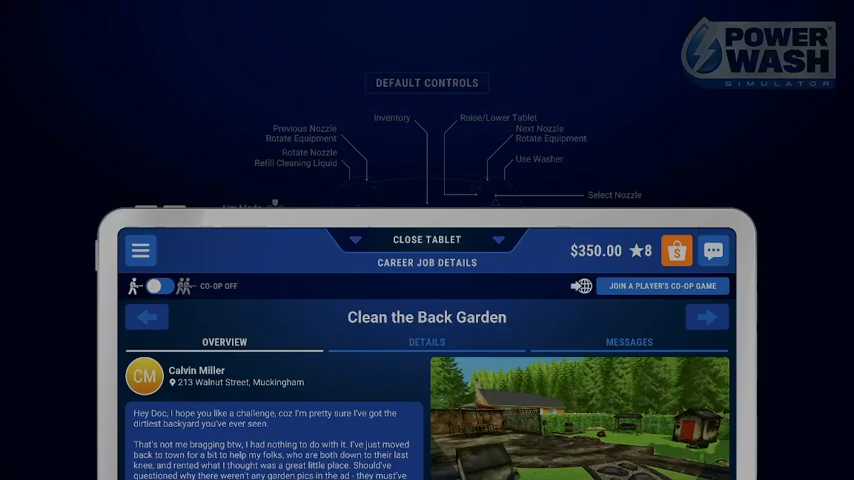 POWER
WASH
SIMULATOR
DEFAULT CONTROLS
Inventory
Raise/Lower Tablet
Previous Nozzle
Rotate Equipment
Next Nozzle
Rotate Equipment
Rotate Nozzle
Refill Cleaning Liquid
Use Washer
Select Nozzle
Aim Mode
CLOSE TABLET
$350.00 ★8
CAREER JOB DETAILS
CO-OP OFF
JOIN A PLAYER'S CO-OP GAME
Clean the Back Garden
OVERVIEW
DETAILS
MESSAGES
CM
Calvin Miller
213 Walnut Street, Muckingham
Hey Doc, I hope you like a challenge, coz I'm pretty sure I've got the
dirtiest backyard you've ever seen.
That's not me bragging btw, I had nothing to do with it. I've just moved
back to town for a bit to help my folks, who are both down to their last
knee, and rented what I thought was a great little place. Should've
questioned why there weren't any garden pics in the ad - they must've